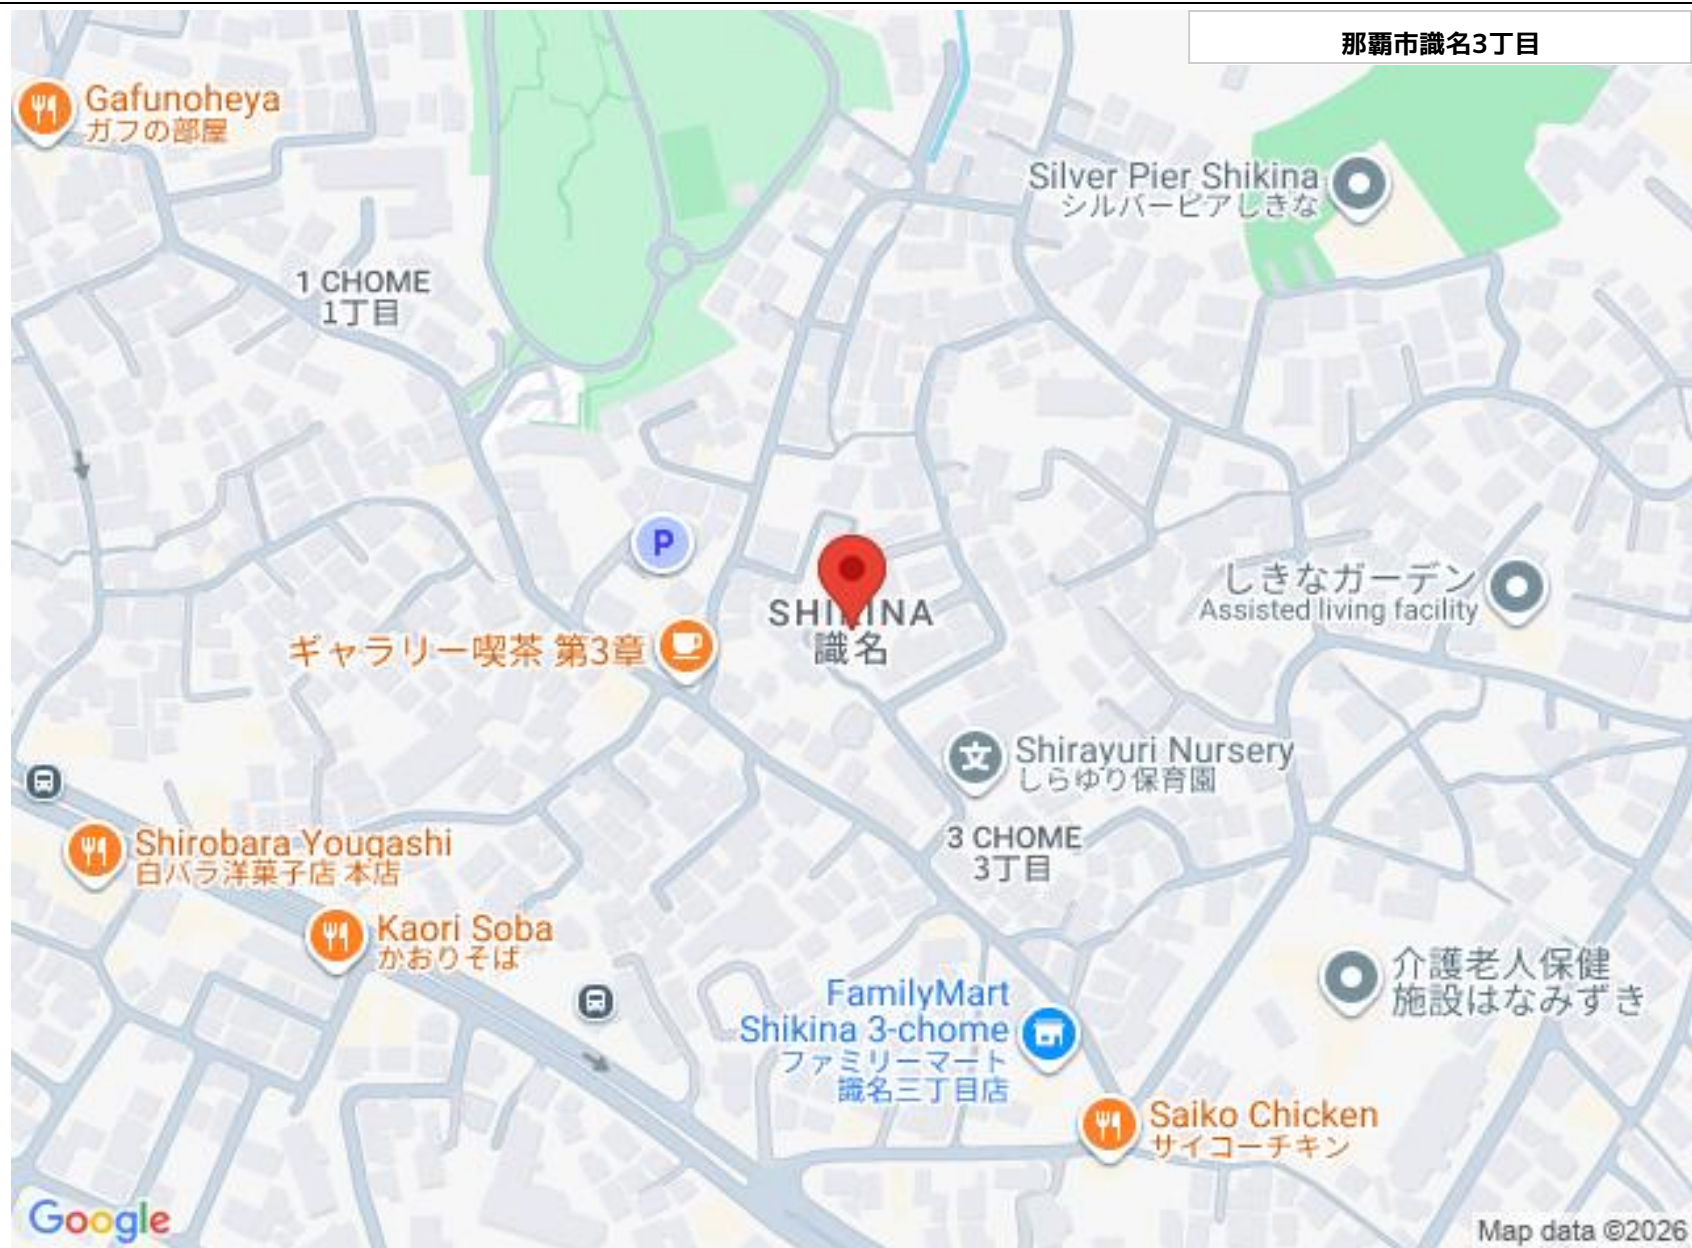 那覇市識名3丁目
Gafunoheya
ガフの部屋
Silver Pier Shikina
シルバーピアしきな
1 CHOME
1丁目
P
しきなガーデン
Assisted living facility
SHIKINA
識名
ギャラリー喫茶 第3章
Shirayuri Nursery
しらゆり保育園
文
3 CHOME
3丁目
Shirobara Yougashi
白バラ洋菓子店 本店
Kaori Soba
かおりそば
介護老人保健
施設はなみずき
FamilyMart
Shikina 3-chome
ファミリーマート
識名三丁目店
Saiko Chicken
サイコーチキン
Google
Map data ©2026